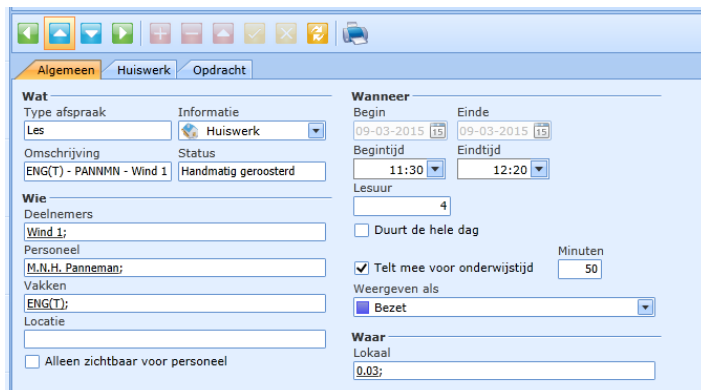 Algemeen Huiswerk Opdracht
Wat
Type afspraak Informatie
Les Huiswerk
Omschrijving Status
ENG(T) - PANNMN - Wind 1 Handmatig geroosterd
Wie
Deelnemers
Wind 1;
Personeel
M.N.H. Panneman;
Vakken
ENG(T);
Locatie
Alleen zichtbaar voor personeel
Wanneer
Begin Einde
09-03-2015 15 09-03-2015 15
Begintijd Eindtijd
11:30 12:20
Lesuur
4
Duurt de hele dag
Minuten
Telt mee voor onderwijstijd 50
Weergeven als
Bezet
Waar
Lokaal
0.03;